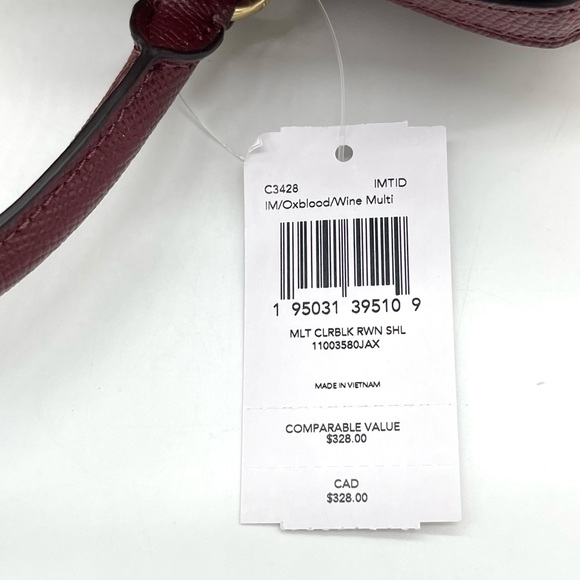 C3428 IMTID
IM/Oxblood/Wine Multi
1 95031 39510 9
MLT CLRBLK RWN SHL
11003580JAX
MADE IN VIETNAM
COMPARABLE VALUE
$328.00
CAD
$328.00